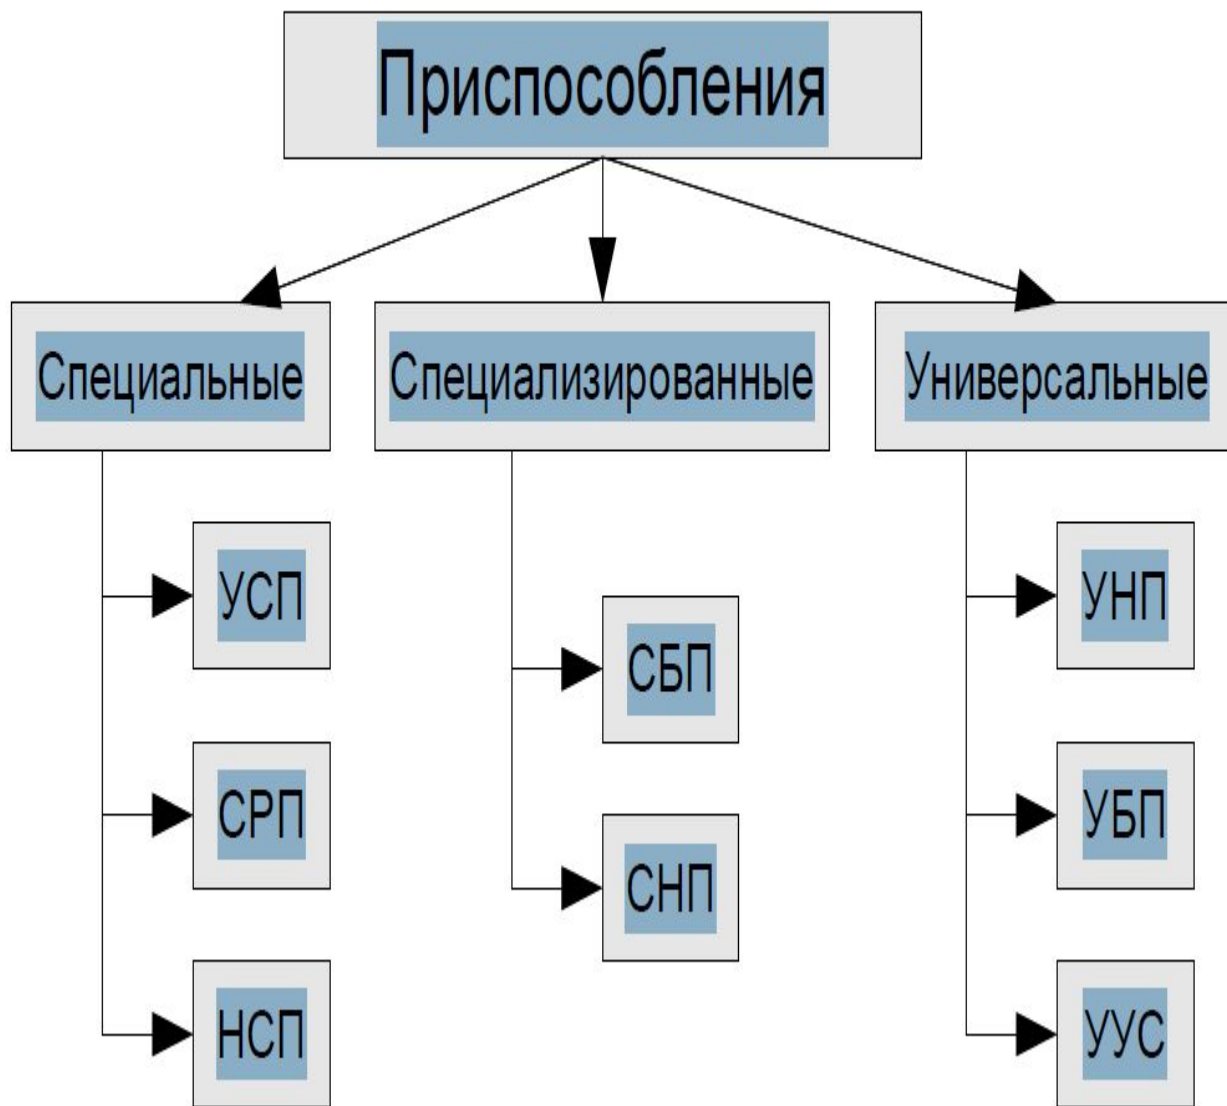 Приспособления
Специальные
Специализированные
Универсальные
УСП
СРП
НСП
СБП
СНП
УНП
УБП
УУС